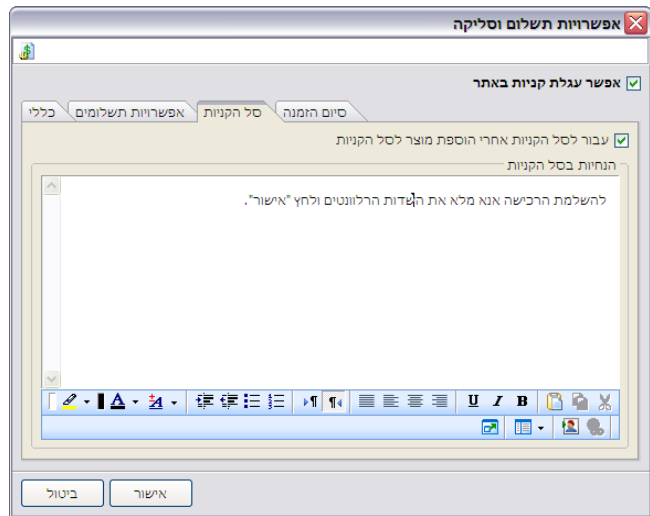 אפשרויות תשלום וסליקה
אפשר עגלת קניות באתר
כללי אפשרויות תשלומים סל הקניות סיום הזמנה
עבור לסל הקניות אחרי הוספת מוצר לסל הקניות
הנחיות בסל הקניות
להשלמת הרכישה אנא מלא את השדות הרלוונטים ולחץ "אישור".
אישור ביטול